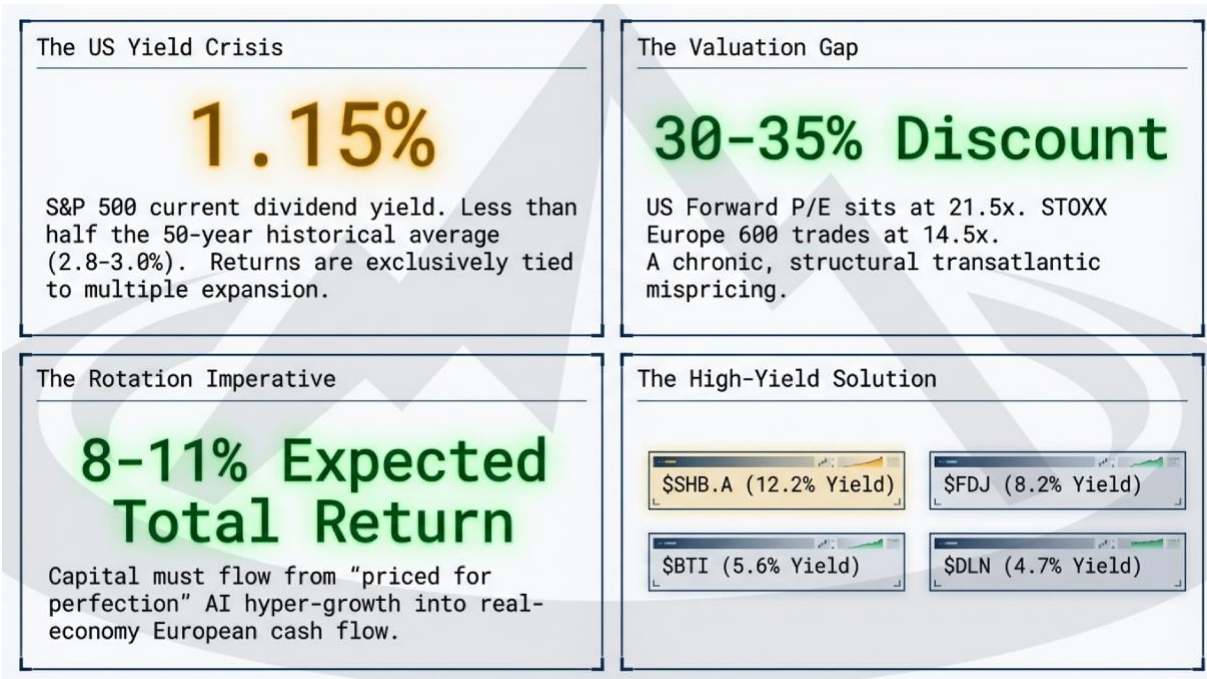 The US Yield Crisis
1.15%
S&P 500 current dividend yield. Less than
half the 50-year historical average
(2.8–3.0%).  Returns are exclusively tied
to multiple expansion.
The Valuation Gap
30–35% Discount
US Forward P/E sits at 21.5x. STOXX
Europe 600 trades at 14.5x.
A chronic, structural transatlantic
mispricing.
The Rotation Imperative
8–11% Expected
Total Return
Capital must flow from “priced for
perfection” AI hyper-growth into real-
economy European cash flow.
The High-Yield Solution
$SHB.A (12.2% Yield)
$FDJ (8.2% Yield)
$BTI (5.6% Yield)
$DLN (4.7% Yield)